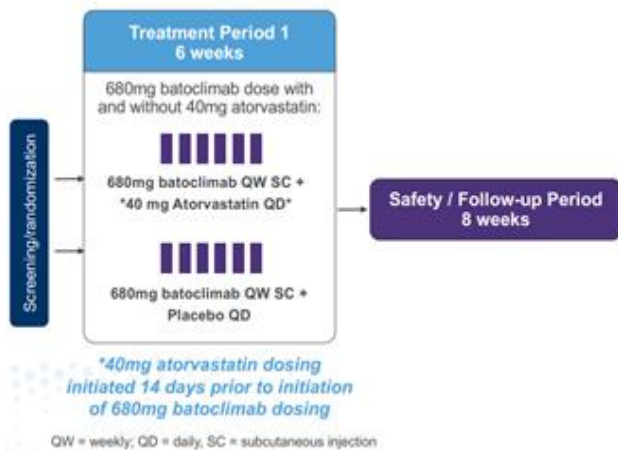 Screening/randomization
Treatment Period 1
6 weeks
680mg batoclimab dose with
and without 40mg atorvastatin:
680mg batoclimab QW SC +
*40 mg Atorvastatin QD*
680mg batoclimab QW SC +
Placebo QD
Safety / Follow-up Period
8 weeks
*40mg atorvastatin dosing
initiated 14 days prior to initiation
of 680mg batoclimab dosing
QW = weekly; QD = daily, SC = subcutaneous injection